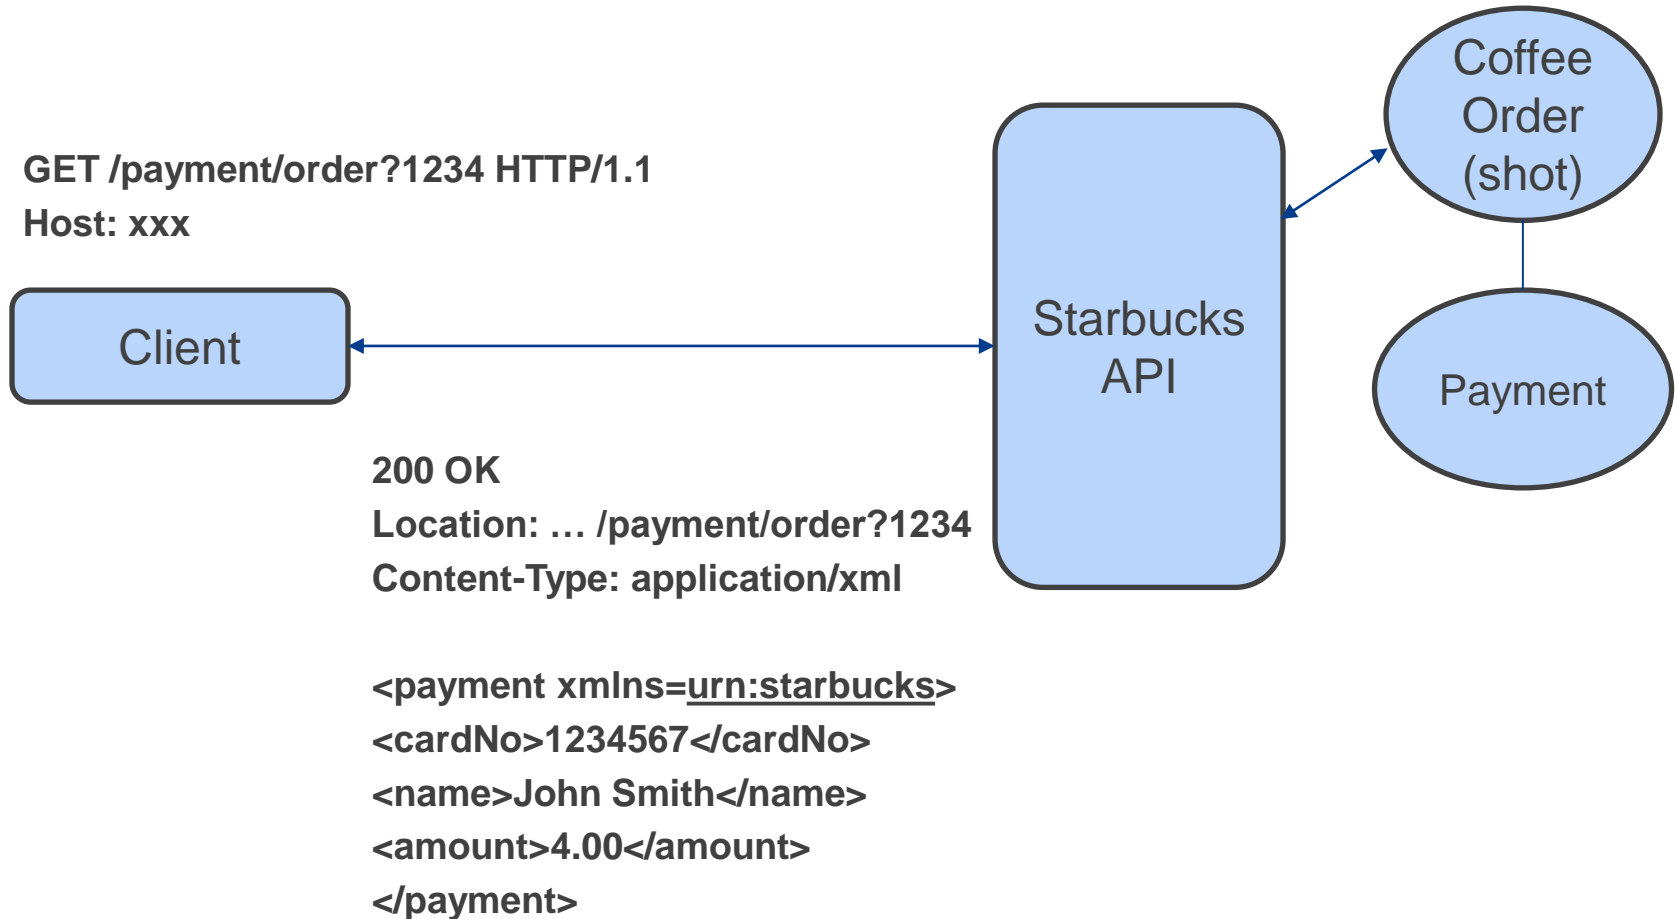 Coffee
Order
(shot)
GET /payment/order?1234 HTTP/1.1
Host: xxx
Client
Starbucks
API
Payment
200 OK
Location: … /payment/order?1234
Content-Type: application/xml
<payment xmlns=urn:starbucks>
<cardNo>1234567</cardNo>
<name>John Smith</name>
<amount>4.00</amount>
</payment>